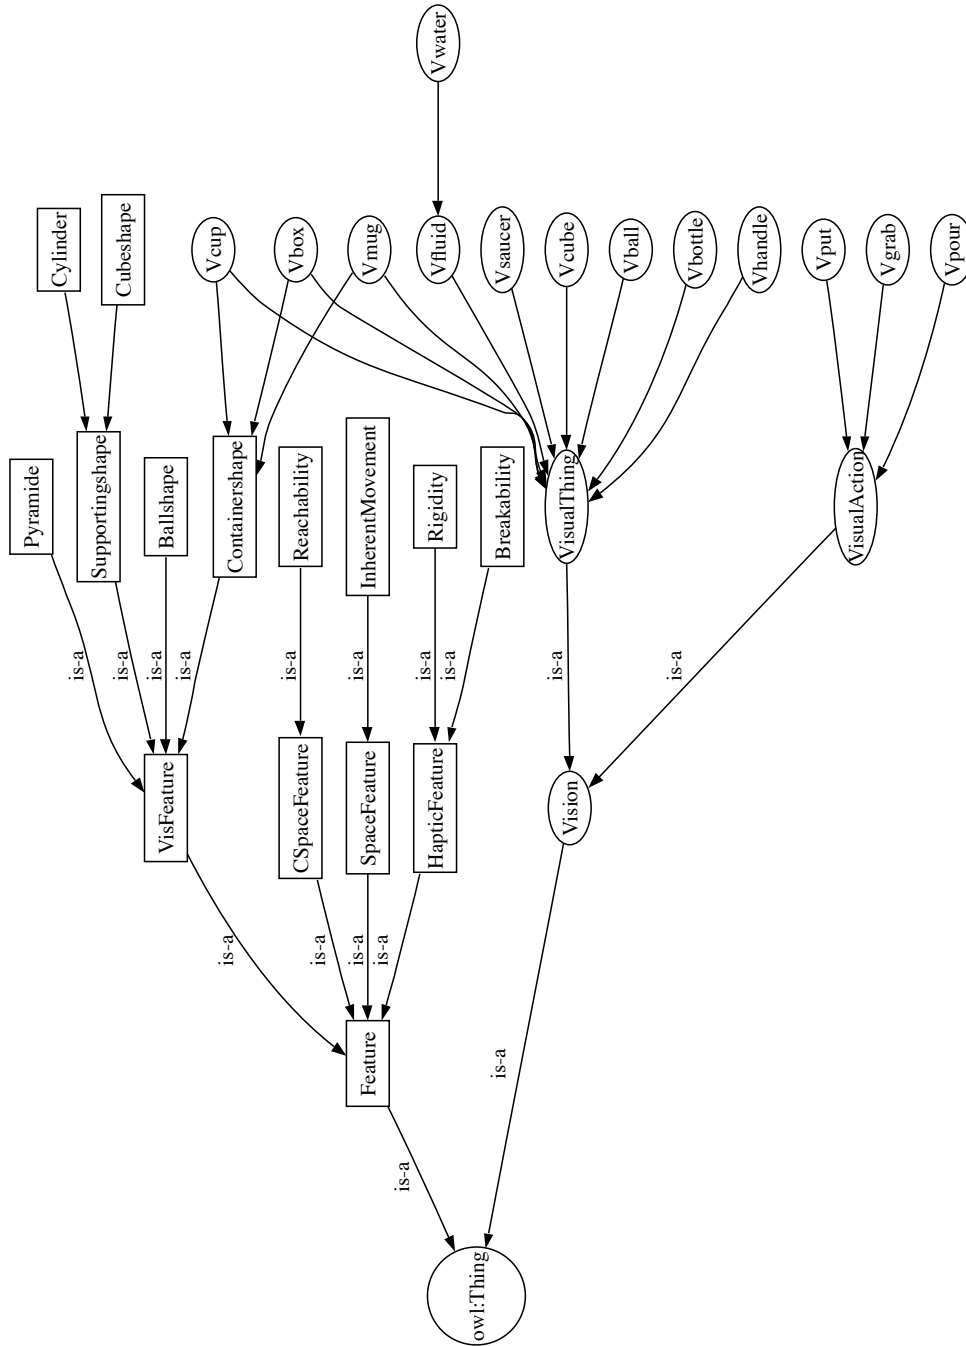 Vwater
Cylinder
Cubeshape
Vcup
Vbox
Vmug
Vfluid
Vsaucer
Vcube
Vball
Vbottle
Vhandle
Vput
Vgrab
Vpour
Pyramide
Supportingshape
Ballshape
Containershape
Reachability
InherentMovement
Rigidity
Breakability
VisualThing
VisualAction
is-a
is-a
is-a
is-a
is-a
is-a
is-a
is-a
is-a
is-a
VisFeature
CSpaceFeature
SpaceFeature
HapticFeature
Vision
is-a
is-a
is-a
is-a
Feature
is-a
is-a
owl:Thing